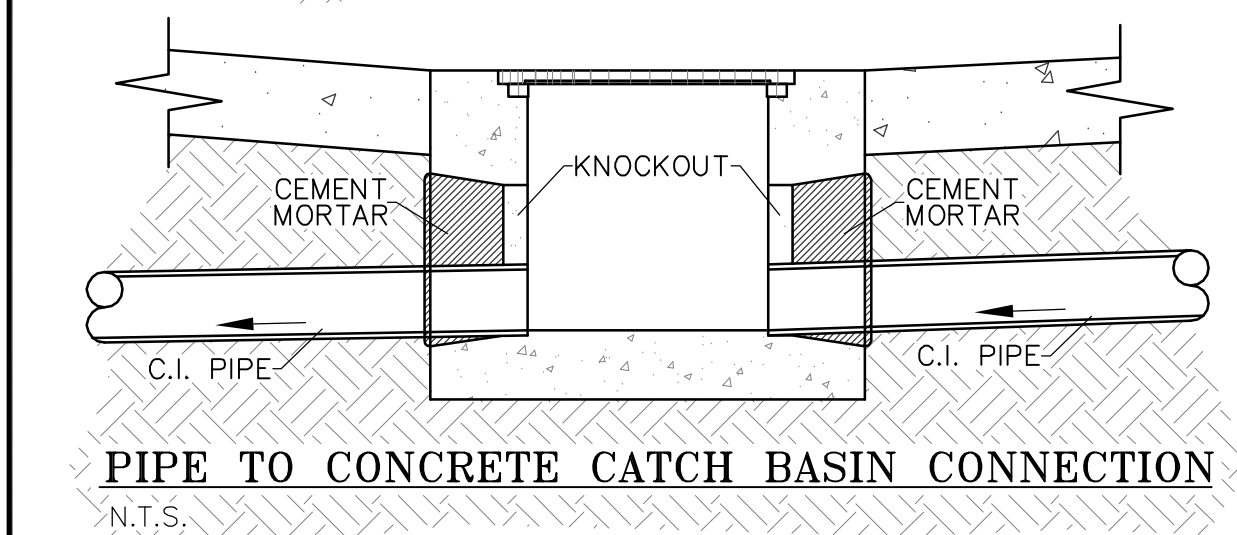 KNOCKOUT
CEMENT
MORTAR
CEMENT
MORTAR
C.I. PIPE
C.I. PIPE
PIPE TO CONCRETE CATCH BASIN CONNECTION
N.T.S.